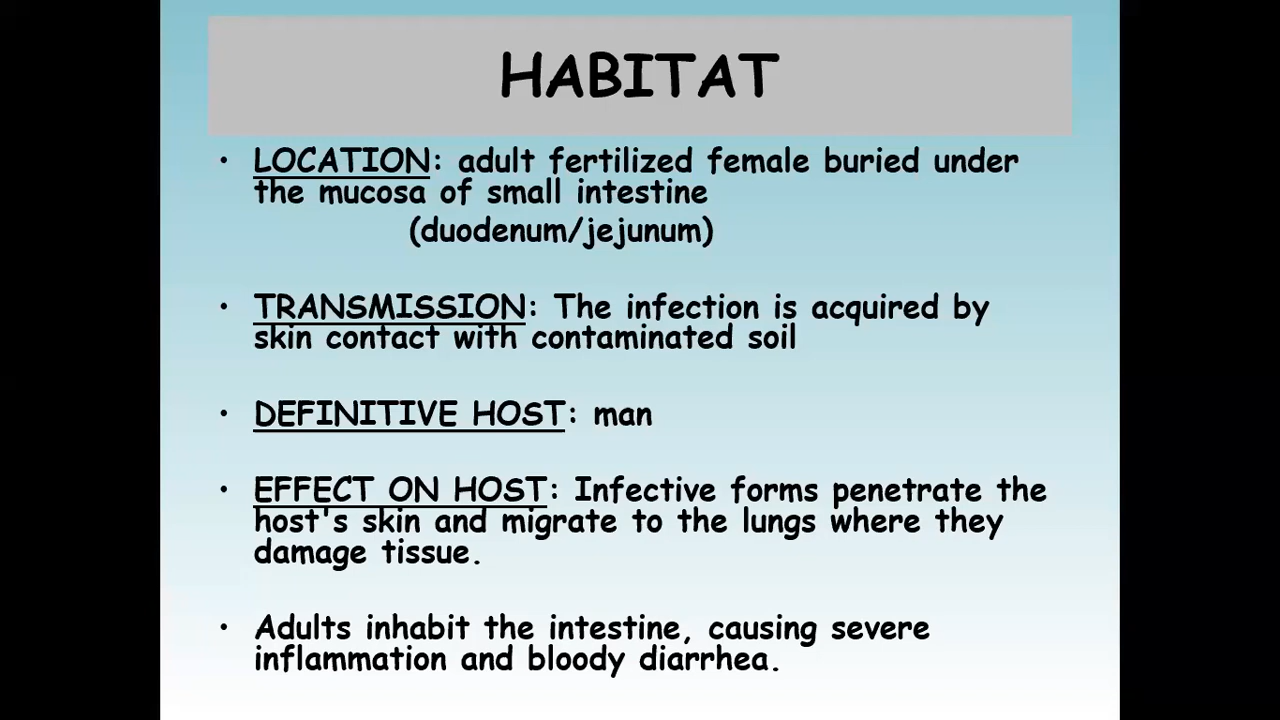 HABITAT
• LOCATION: adult fertilized female buried under
the mucosa of small intestine
(duodenum/jejunum)
• TRANSMISSION: The infection is acquired by
skin contact with contaminated soil
• DEFINITIVE HOST: man
• EFFECT ON HOST: Infective forms penetrate the
host's skin and migrate to the lungs where they
damage tissue.
• Adults inhabit the intestine, causing severe
inflammation and bloody diarrhea.